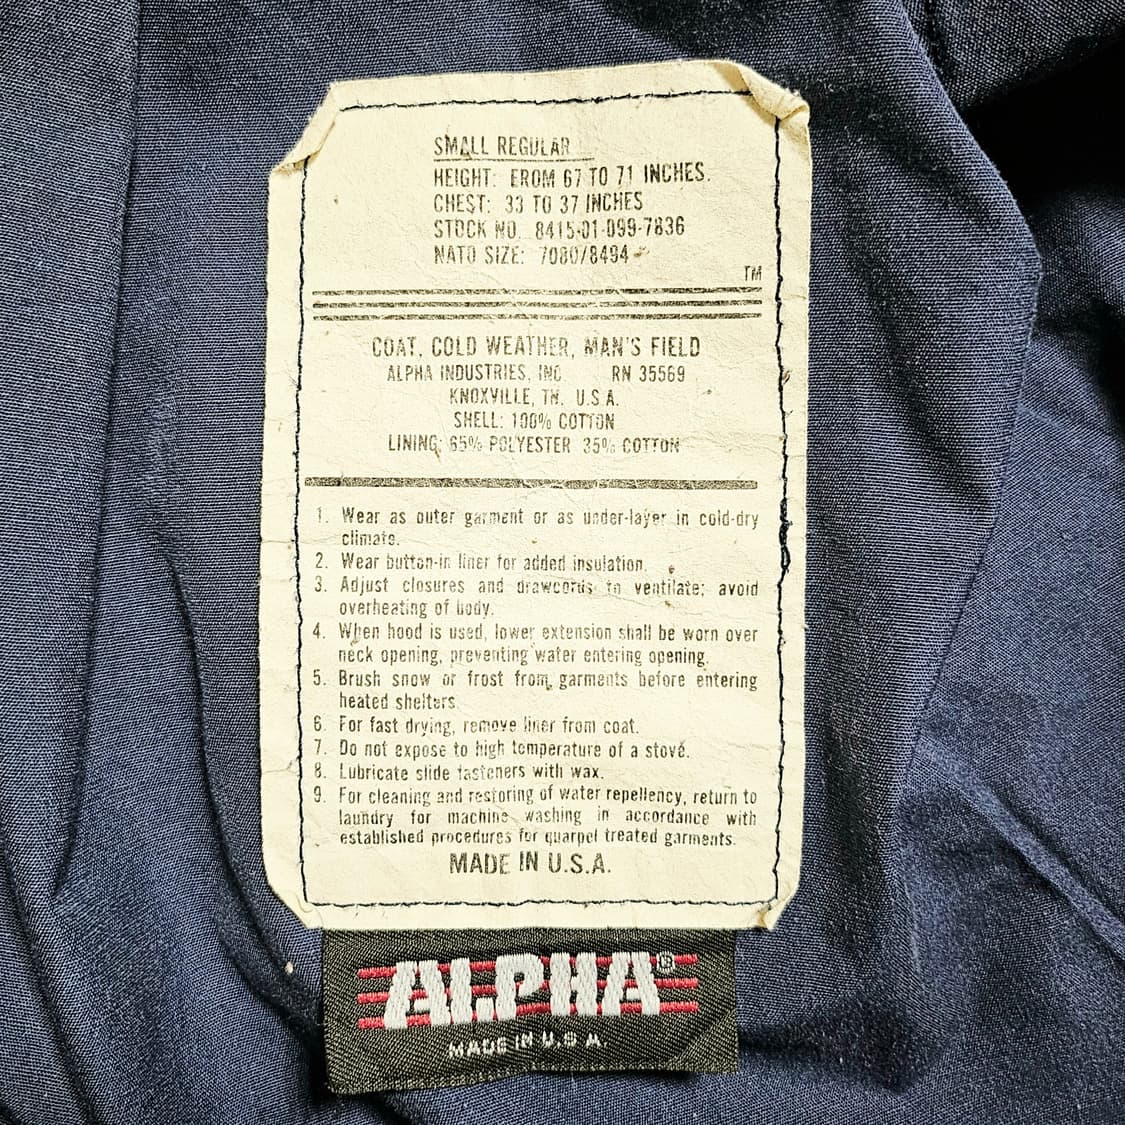 SMALL REGULAR
HEIGHT: FROM 67 TO 71 INCHES.
CHEST: 33 TO 37 INCHES
STOCK NO. 8415-01-099-7836
NATO SIZE: 7080/8494
TM
COAT, COLD WEATHER, MAN'S FIELD
ALPHA INDUSTRIES, INC RN 35569
KNOXVILLE, TN. U.S.A.
SHELL: 100% COTTON
LINING: 65% POLYESTER 35% COTTON
1. Wear as outer garment or as under-layer in cold-dry
climate.
2. Wear button-in liner for added insulation.
3. Adjust closures and drawcords to ventilate; avoid
overheating of body.
4. When hood is used, lower extension shall be worn over
neck opening, preventing water entering opening.
5. Brush snow or frost from garments before entering
heated shelters.
6. For fast drying, remove liner from coat.
7. Do not expose to high temperature of a stove.
8. Lubricate slide fasteners with wax.
9. For cleaning and restoring of water repellency, return to
laundry for machine washing in accordance with
established procedures for quarpel treated garments.
MADE IN U.S.A.
ALPHA®
MADE IN U.S.A.